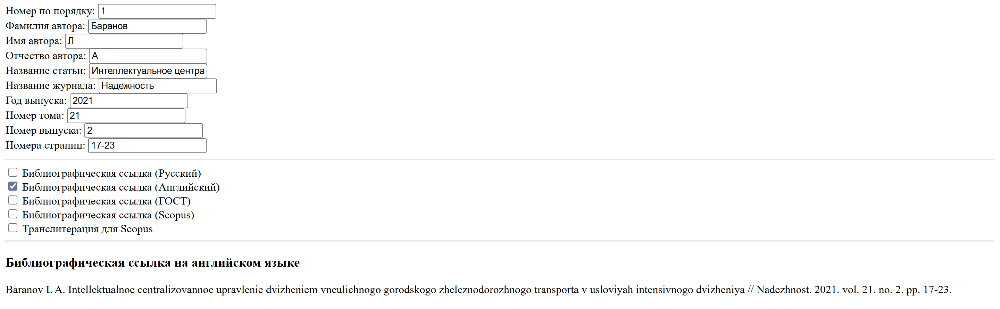 Номер по порядку: 1
Фамилия автора: Баранов
Имя автора: Л
Отчество автора: А
Название статьи: Интеллектуальное центра
Название журнала: Надежность
Год выпуска: 2021
Номер тома: 21
Номер выпуска: 2
Номера страниц: 17-23
Библиографическая ссылка (Русский)
Библиографическая ссылка (Английский)
Библиографическая ссылка (ГОСТ)
Библиографическая ссылка (Scopus)
Транслитерация для Scopus
Библиографическая ссылка на английском языке
Baranov L A. Intellektualnoe centralizovannoe upravlenie dvizheniem vneulichnogo gorodskogo zheleznodorozhnogo transporta v usloviyah intensivnogo dvizheniya // Nadezhnost. 2021. vol. 21. no. 2. pp. 17-23.